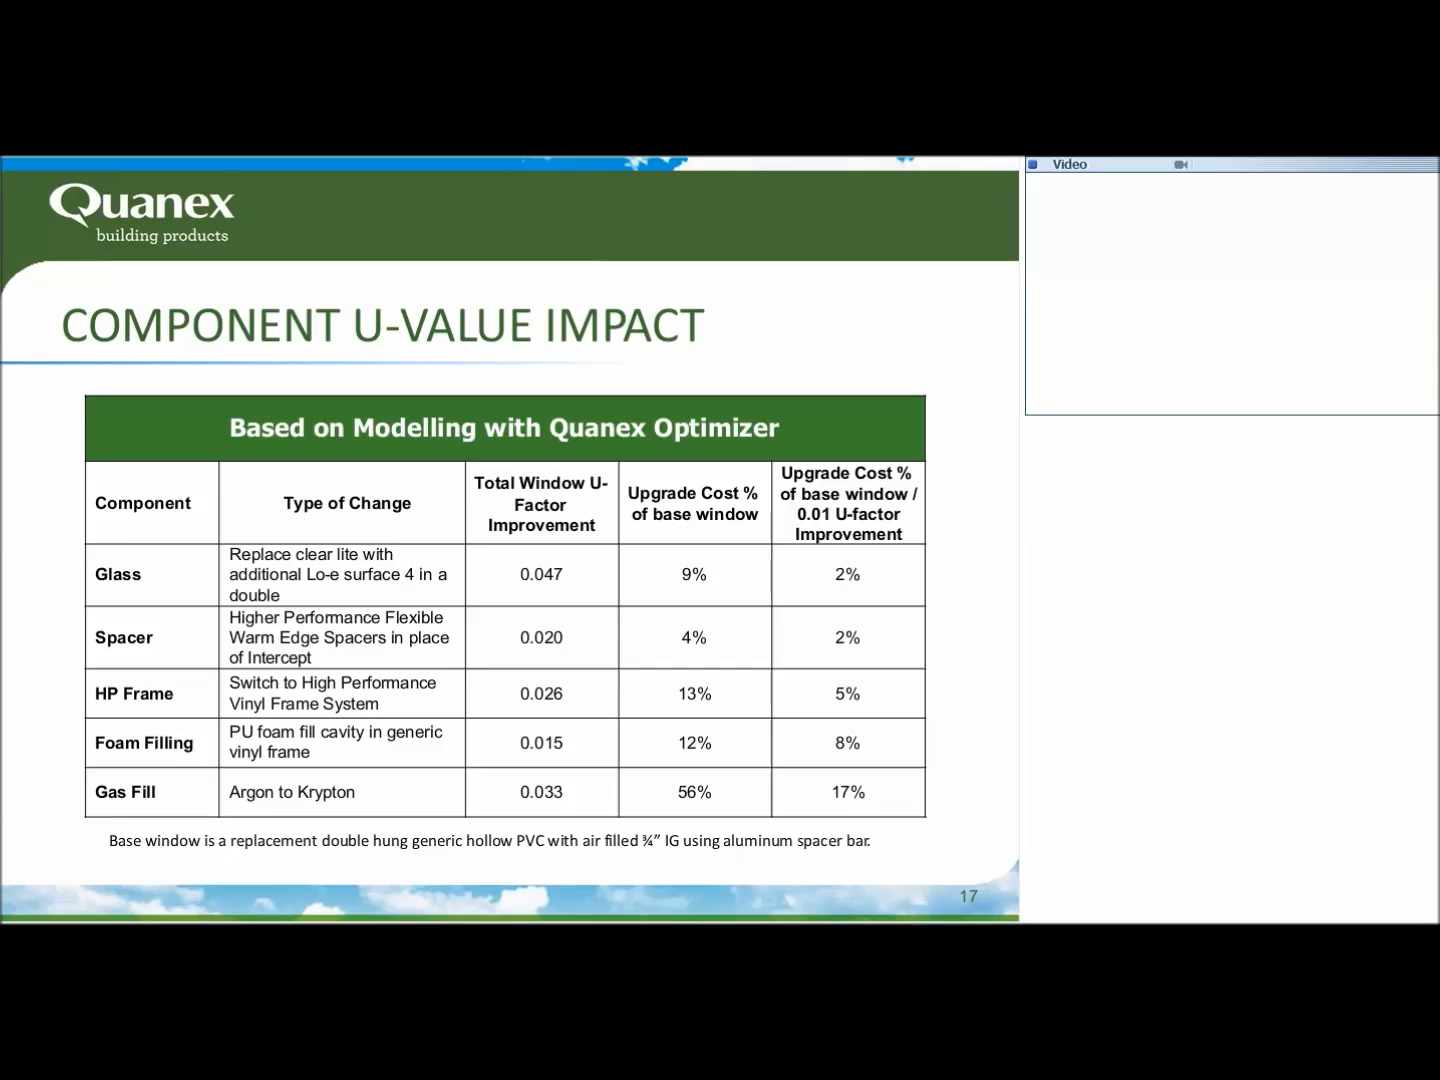 Video
Quanex
building products
COMPONENT U-VALUE IMPACT
Based on Modelling with Quanex Optimizer
Component
Type of Change
Total Window U-
Factor
Improvement
Upgrade Cost %
of base window
Upgrade Cost %
of base window /
0.01 U-factor
Improvement
Glass
Replace clear lite with
additional Lo-e surface 4 in a
double
0.047
9%
2%
Spacer
Higher Performance Flexible
Warm Edge Spacers in place
of Intercept
0.020
4%
2%
HP Frame
Switch to High Performance
Vinyl Frame System
0.026
13%
5%
Foam Filling
PU foam fill cavity in generic
vinyl frame
0.015
12%
8%
Gas Fill
Argon to Krypton
0.033
56%
17%
Base window is a replacement double hung generic hollow PVC with air filled ¾” IG using aluminum spacer bar.
17